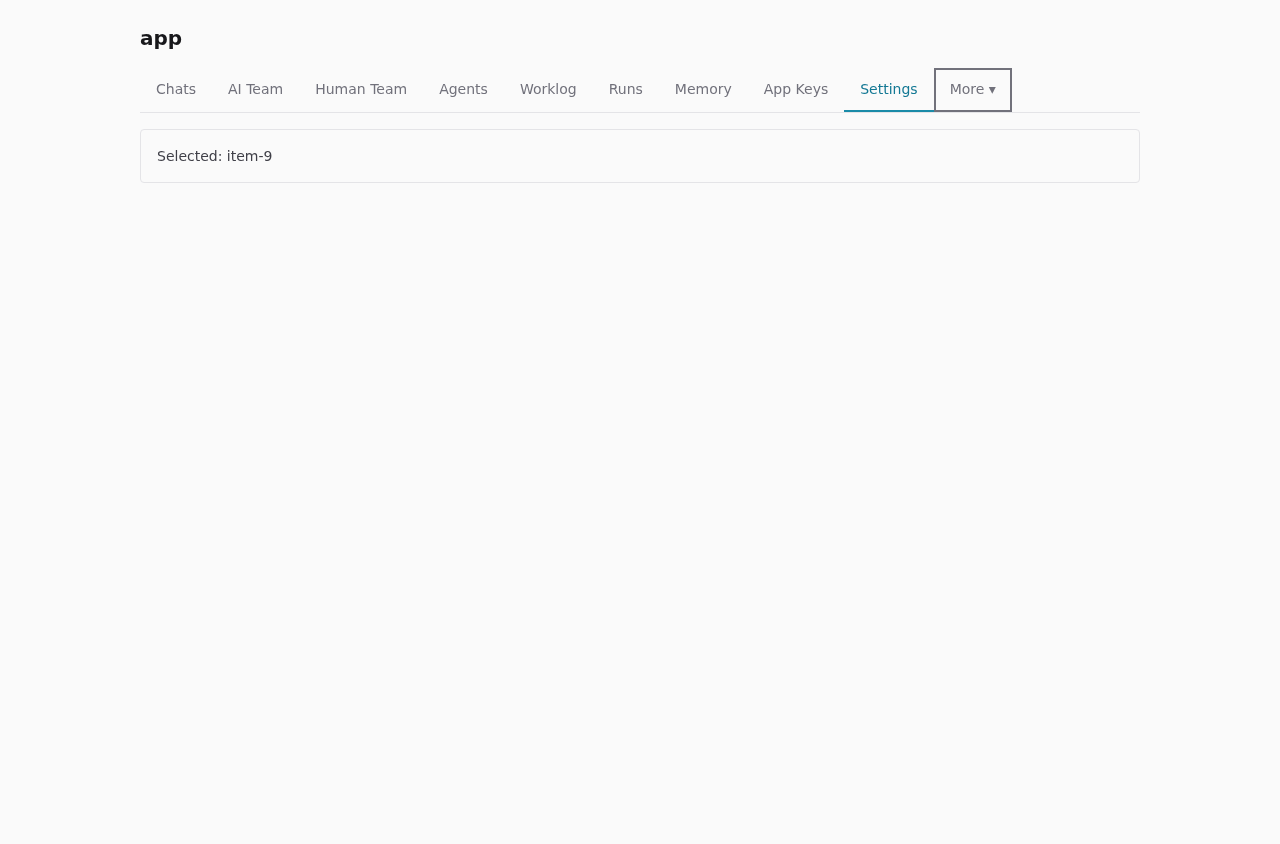 app
Chats AI Team Human Team Agents Worklog Runs Memory App Keys Settings More ▾
Selected: item-9